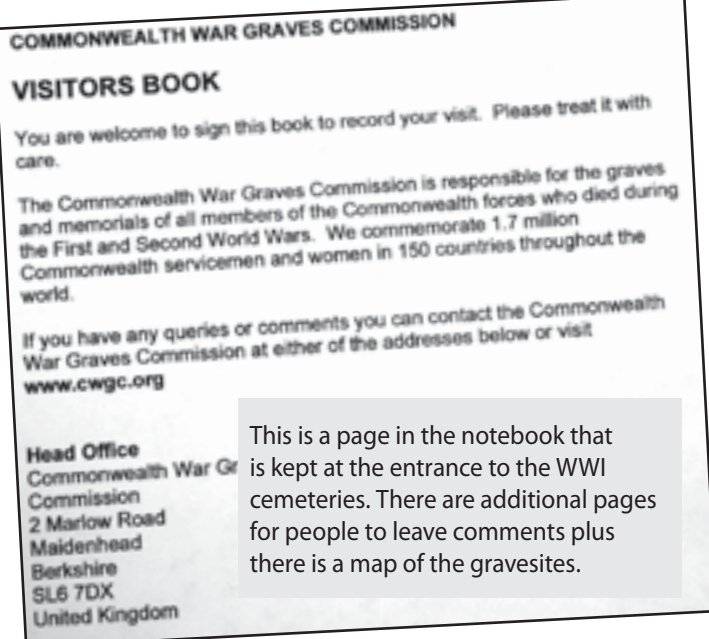 COMMONWEALTH WAR GRAVES COMMISSION
VISITORS BOOK
You are welcome to sign this book to record your visit. Please treat it with
care.
The Commonwealth War Graves Commission is responsible for the graves
and memorials of all members of the Commonwealth forces who died during
the First and Second World Wars. We commemorate 1.7 million
Commonwealth servicemen and women in 150 countries throughout the
world.
If you have any queries or comments you can contact the Commonwealth
War Graves Commission at either of the addresses below or visit
www.cwgc.org
Head Office
Commonwealth War Gr
Commission
2 Marlow Road
Maidenhead
Berkshire
SL6 7DX
United Kingdom
This is a page in the notebook that
is kept at the entrance to the WWI
cemeteries. There are additional pages
for people to leave comments plus
there is a map of the gravesites.